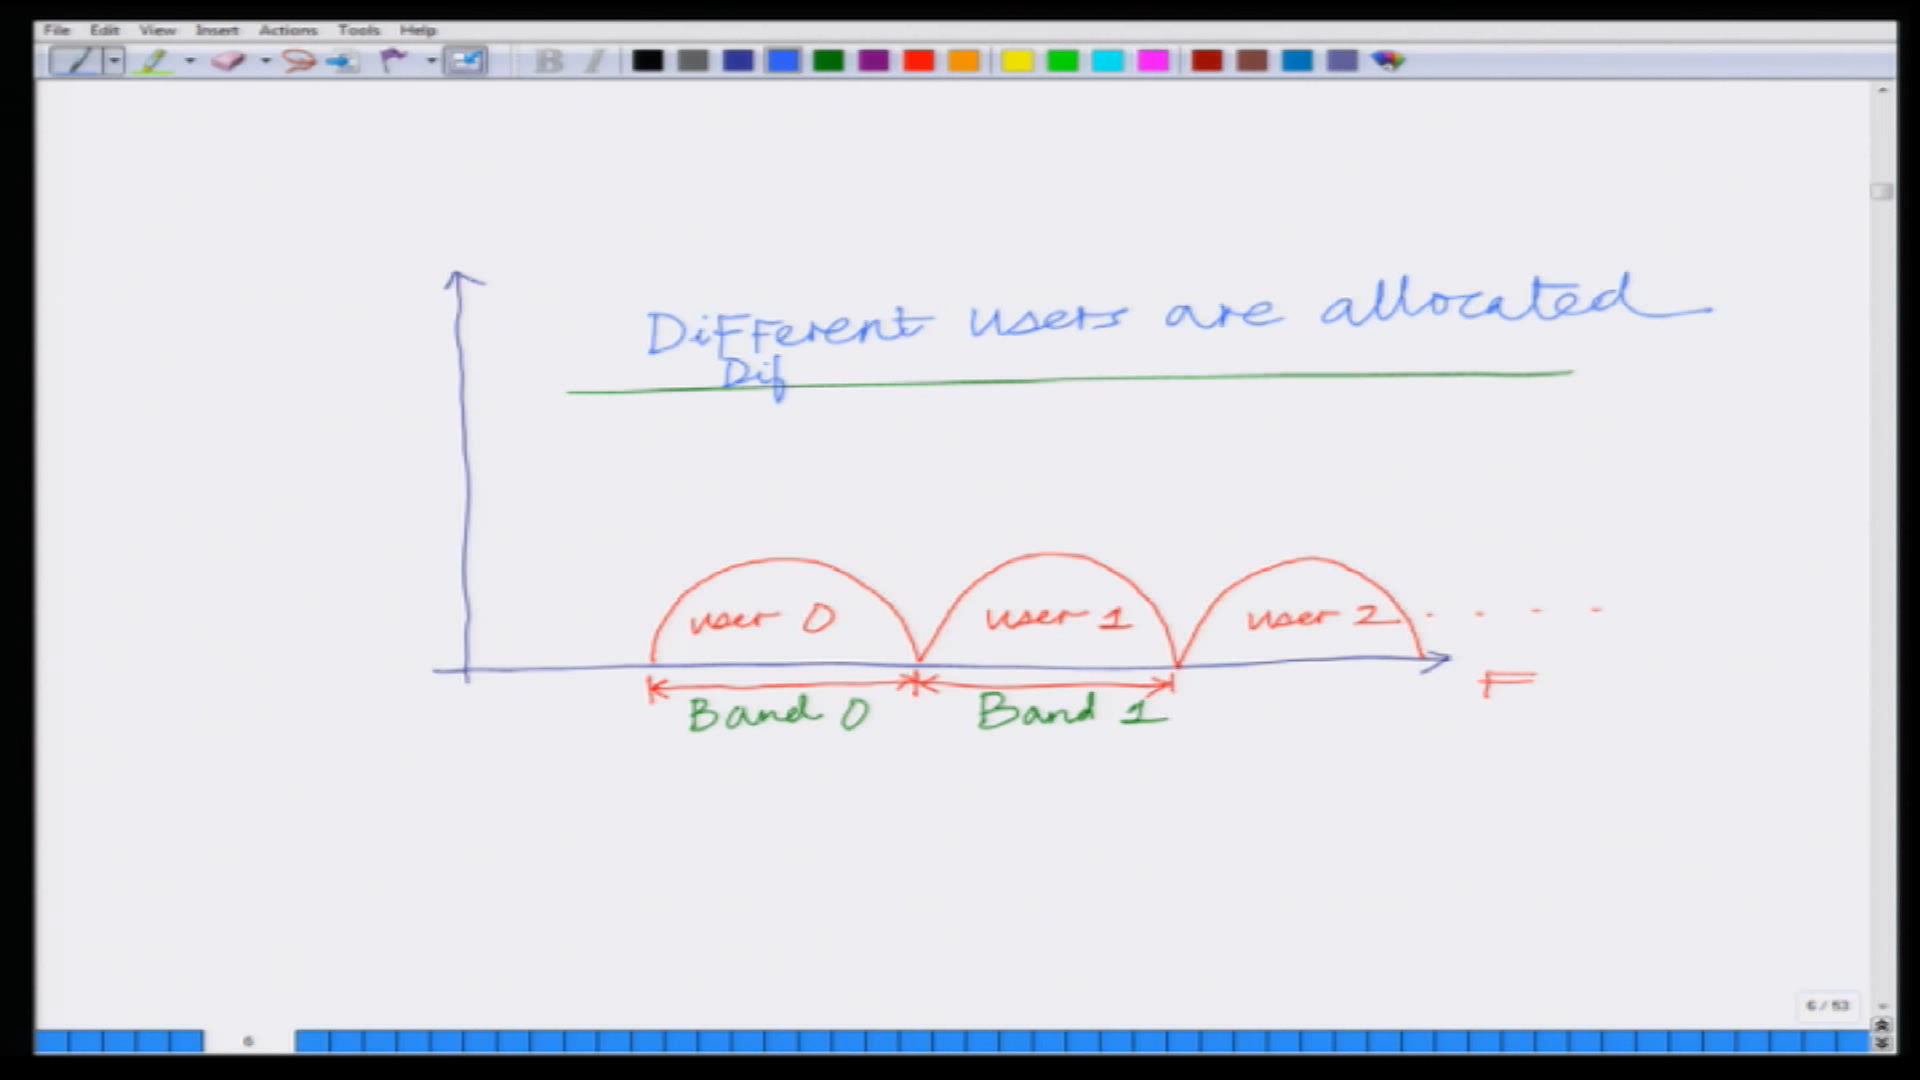 File Edit View Insert Actions Tools Help
B I
Different users are allocated
Dif
user 0 user 1 user 2 . . . .
F
Band 0 Band 1
6 / 53
6